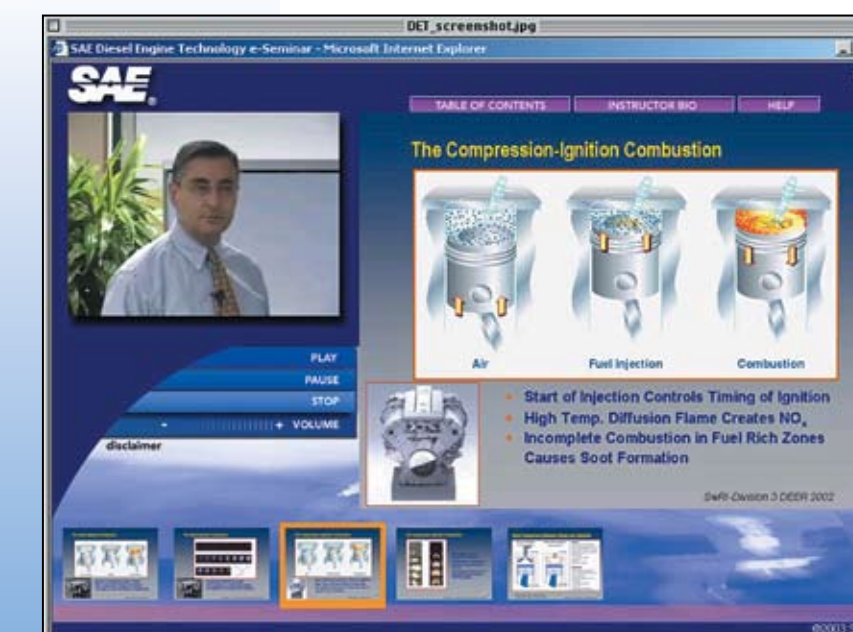 DET_screenshot.jpg
SAE Diesel Engine Technology e-Seminar - Microsoft Internet Explorer
SAE
TABLE OF CONTENTS
INSTRUCTOR BIO
HELP
The Compression-Ignition Combustion
Air
Fuel Injection
Combustion
PLAY
PAUSE
STOP
- + VOLUME
disclaimer
• Start of Injection Controls Timing of Ignition
• High Temp. Diffusion Flame Creates NOx
• Incomplete Combustion in Fuel Rich Zones
Causes Soot Formation
SwRI-Division 3 DEER 2002
©2003